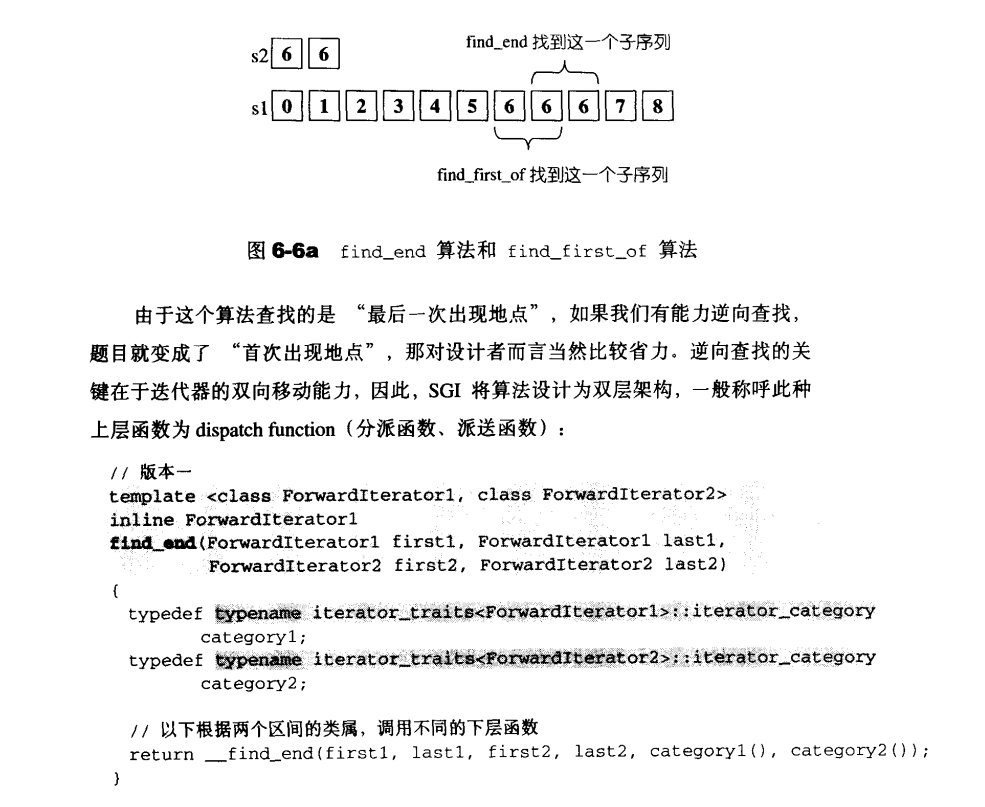 find_end 找到这一个子序列
s2 6 6
s1 0 1 2 3 4 5 6 6 6 7 8
find_first_of 找到这一个子序列
图 6-6a find_end 算法和 find_first_of 算法
由于这个算法查找的是 “最后一次出现地点”，如果我们有能力逆向查找，
题目就变成了 “首次出现地点”，那对设计者而言当然比较省力。逆向查找的关
键在于迭代器的双向移动能力，因此，SGI 将算法设计为双层架构，一般称呼此种
上层函数为 dispatch function（分派函数、派送函数）：
// 版本一
template <class ForwardIterator1, class ForwardIterator2>
inline ForwardIterator1
find_end(ForwardIterator1 first1, ForwardIterator1 last1,
ForwardIterator2 first2, ForwardIterator2 last2)
{
typedef typename iterator_traits<ForwardIterator1>::iterator_category
category1;
typedef typename iterator_traits<ForwardIterator2>::iterator_category
category2;
// 以下根据两个区间的类属，调用不同的下层函数
return __find_end(first1, last1, first2, last2, category1(), category2());
}